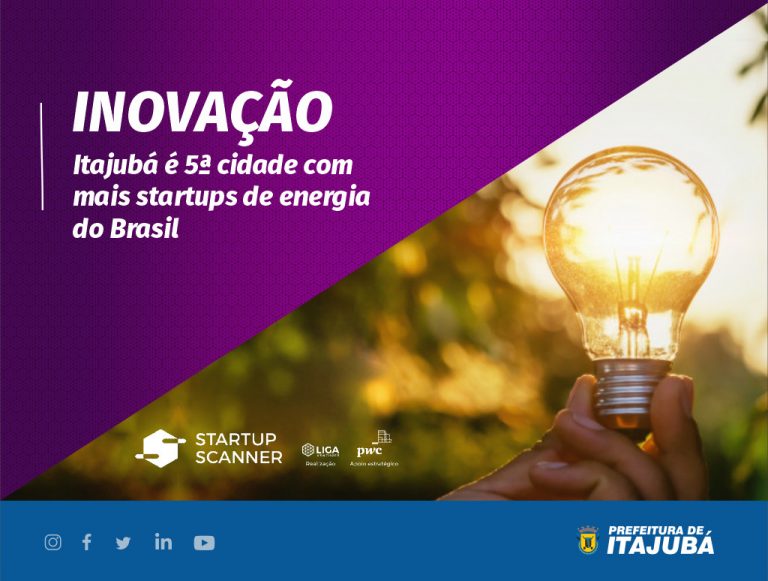 INOVAÇÃO
Itajubá é 5ª cidade com
mais startups de energia
do Brasil
STARTUP
SCANNER
LIGA
Realização
pwc
Apoio estratégico
PREFEITURA DE
ITAJUBÁ